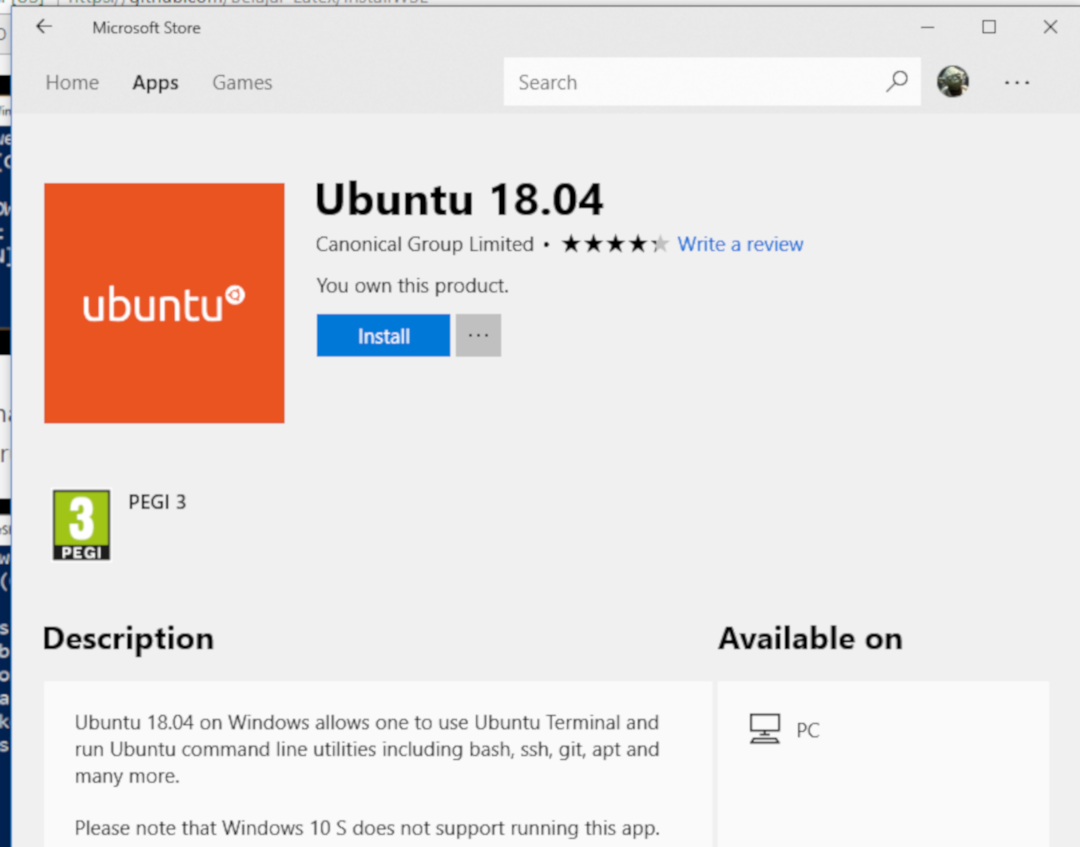 Microsoft Store
Home Apps Games Search
ubuntu
Ubuntu 18.04
Canonical Group Limited • Write a review
You own this product.
Install ...
3
PEGI
PEGI 3
Description
Ubuntu 18.04 on Windows allows one to use Ubuntu Terminal and
run Ubuntu command line utilities including bash, ssh, git, apt and
many more.
Please note that Windows 10 S does not support running this app.
Available on
PC